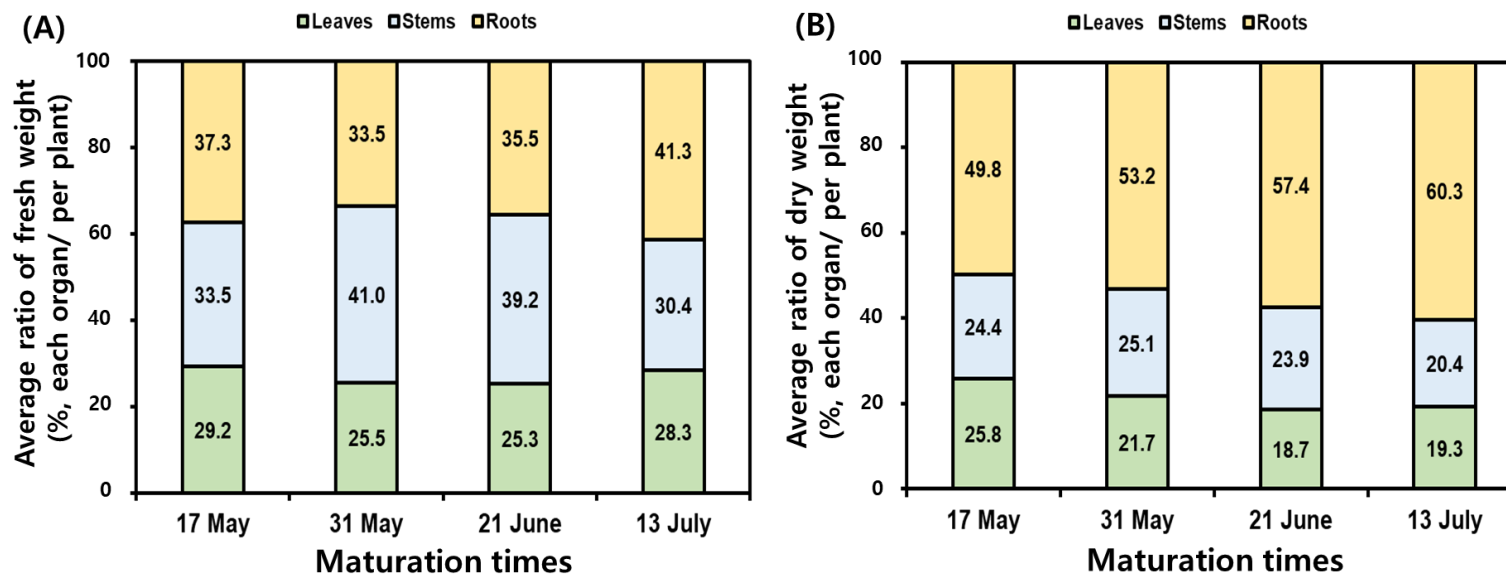 (A)
Leaves Stems Roots
Average ratio of fresh weight
(%, each organ/ per plant)
100
80
60
40
20
0
37.3
33.5
35.5
41.3
33.5
41.0
39.2
30.4
29.2
25.5
25.3
28.3
17 May
31 May
21 June
13 July
Maturation times
(B)
Leaves Stems Roots
Average ratio of dry weight
(%, each organ/ per plant)
100
80
60
40
20
0
49.8
53.2
57.4
60.3
24.4
25.1
23.9
20.4
25.8
21.7
18.7
19.3
17 May
31 May
21 June
13 July
Maturation times